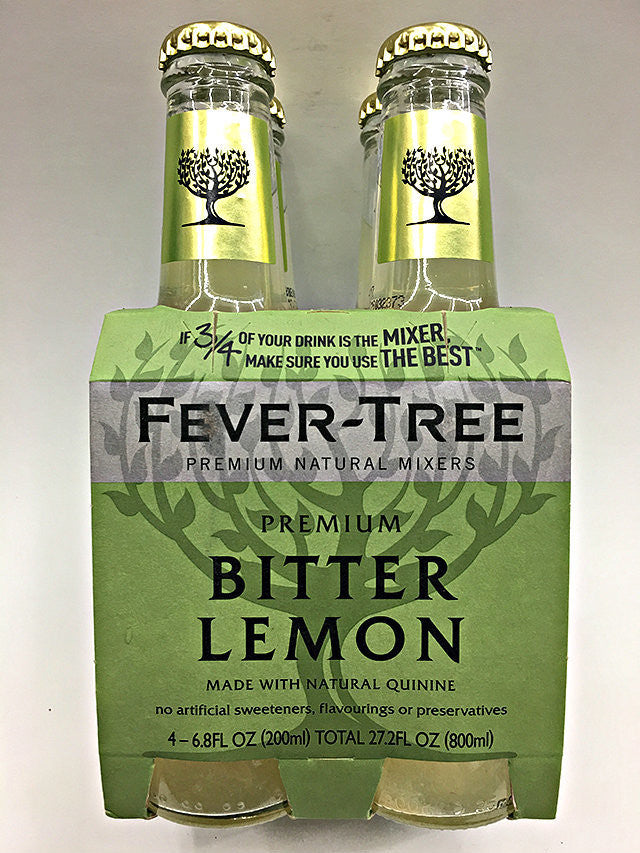 IF 3/4 OF YOUR DRINK IS THE MIXER,
MAKE SURE YOU USE THE BEST™
FEVER-TREE
PREMIUM NATURAL MIXERS
PREMIUM
BITTER
LEMON
MADE WITH NATURAL QUININE
no artificial sweeteners, flavourings or preservatives
4–6.8FL OZ (200ml) TOTAL 27.2FL OZ (800ml)